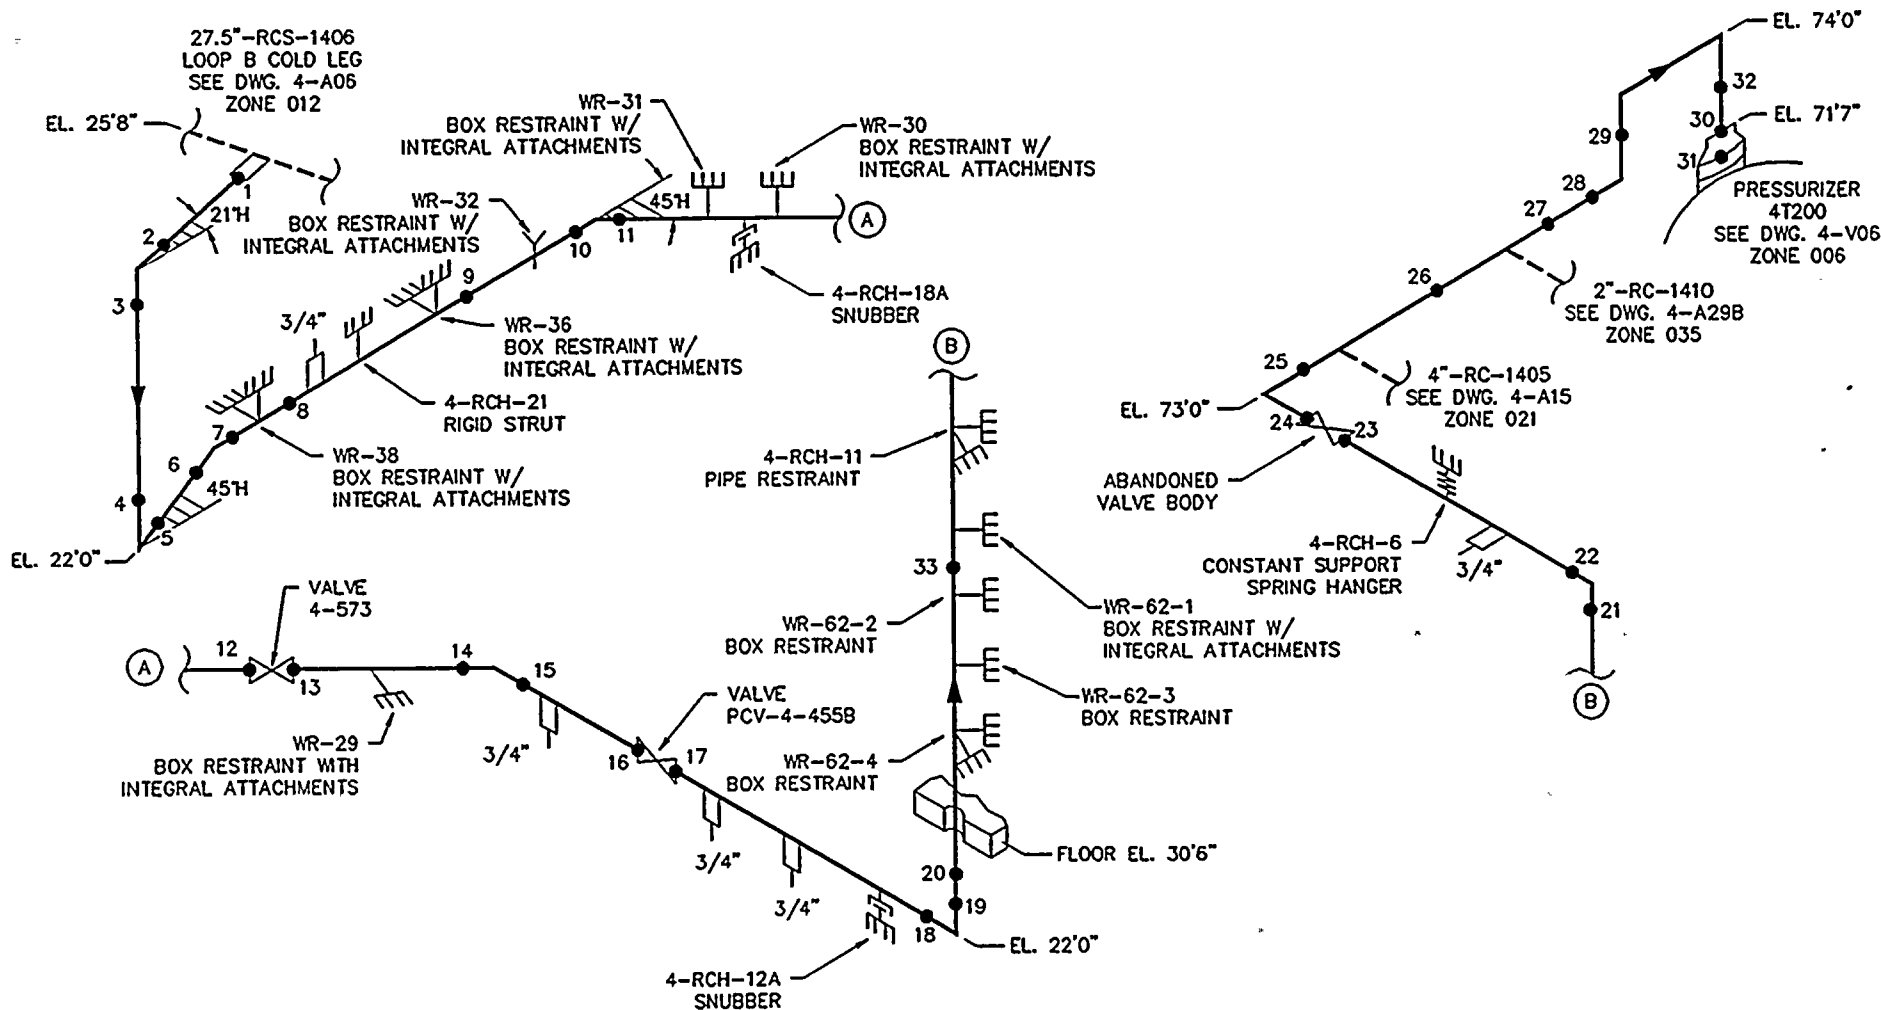 27.5"-RCS-1406
LOOP B COLD LEG
SEE DWG. 4-A06
ZONE 012
EL. 25'8"
1
21°H
2
3
4
5
EL. 22'0"
45°H
6
7
8
WR-38
BOX RESTRAINT W/
INTEGRAL ATTACHMENTS
3/4"
4-RCH-21
RIGID STRUT
WR-36
BOX RESTRAINT W/
INTEGRAL ATTACHMENTS
9
WR-32
BOX RESTRAINT W/
INTEGRAL ATTACHMENTS
10
11
45°H
WR-31
BOX RESTRAINT W/
INTEGRAL ATTACHMENTS
WR-30
BOX RESTRAINT W/
INTEGRAL ATTACHMENTS
4-RCH-18A
SNUBBER
A
A
12
VALVE
4-573
13
WR-29
BOX RESTRAINT WITH
INTEGRAL ATTACHMENTS
14
15
3/4"
16
VALVE
PCV-4-455B
17
3/4"
3/4"
4-RCH-12A
SNUBBER
18
EL. 22'0"
19
20
FLOOR EL. 30'6"
WR-62-4
BOX RESTRAINT
WR-62-3
BOX RESTRAINT
WR-62-2
BOX RESTRAINT
33
WR-62-1
BOX RESTRAINT W/
INTEGRAL ATTACHMENTS
4-RCH-11
PIPE RESTRAINT
B
B
21
22
3/4"
4-RCH-6
CONSTANT SUPPORT
SPRING HANGER
23
ABANDONED
VALVE BODY
24
EL. 73'0"
25
4"-RC-1405
SEE DWG. 4-A15
ZONE 021
26
2"-RC-1410
SEE DWG. 4-A29B
ZONE 035
27
28
29
EL. 74'0"
32
30
EL. 71'7"
31
PRESSURIZER
4T200
SEE DWG. 4-V06
ZONE 006